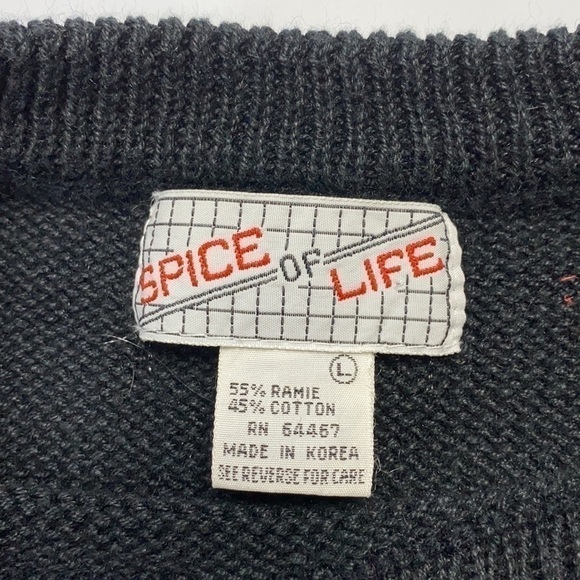 SPICE OF LIFE
L
55% RAMIE
45% COTTON
RN 64467
MADE IN KOREA
SEE REVERSE FOR CARE